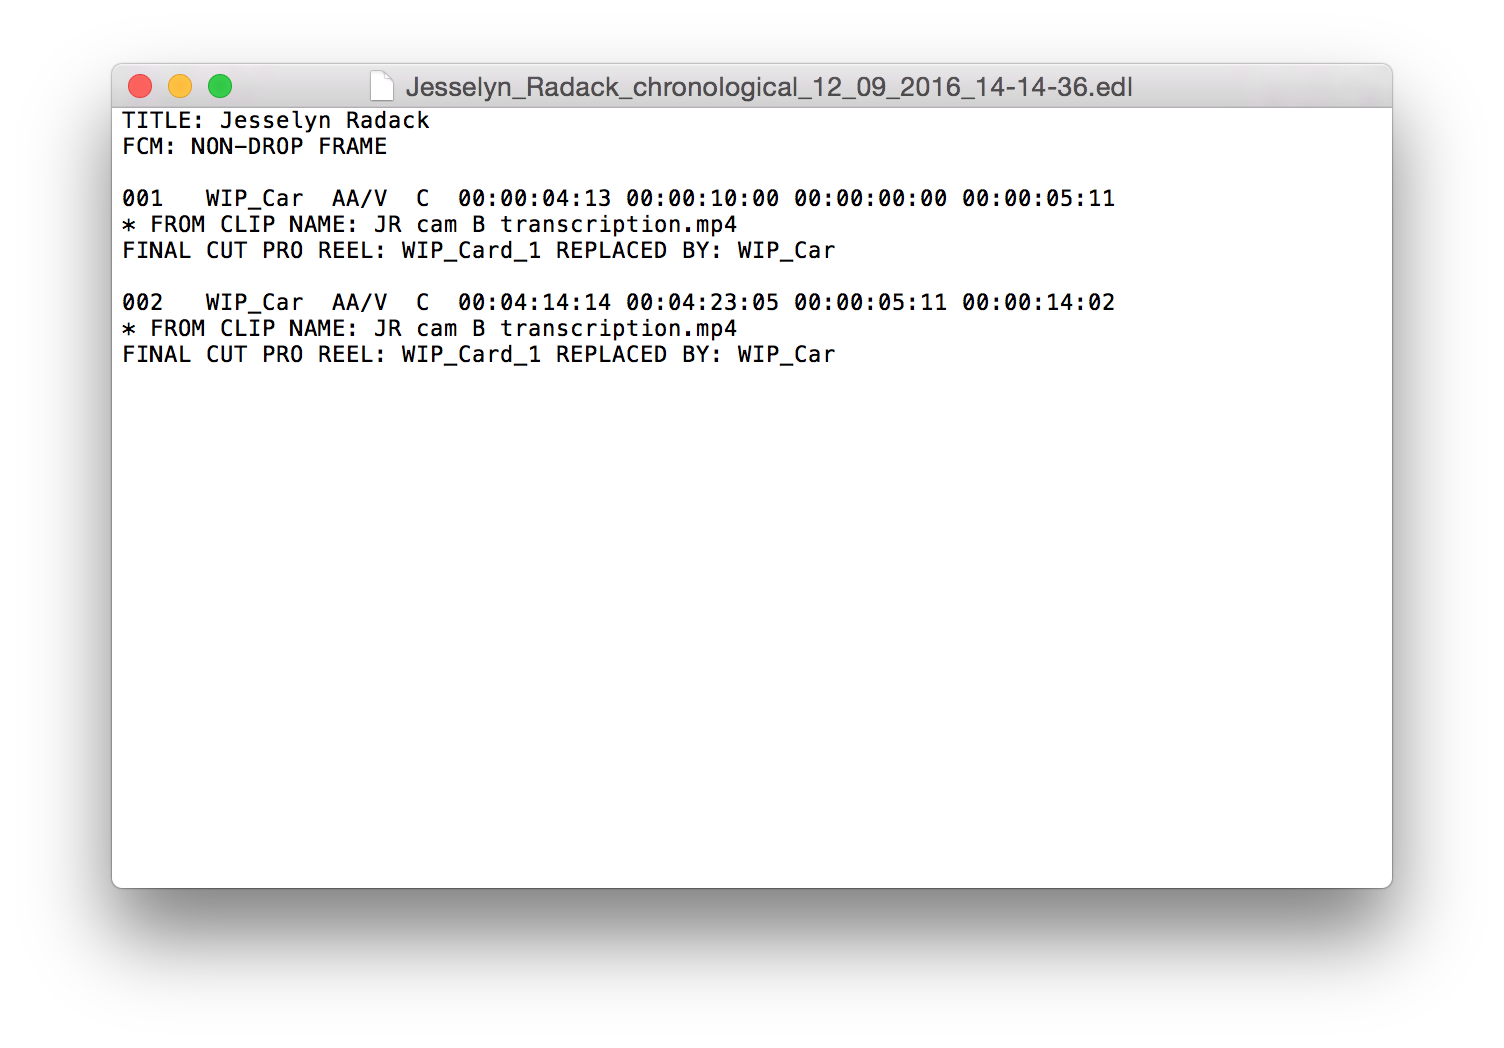 Jesselyn_Radack_chronological_12_09_2016_14-14-36.edl
TITLE: Jesselyn Radack
FCM: NON-DROP FRAME
001   WIP_Car  AA/V  C  00:00:04:13 00:00:10:00 00:00:00:00 00:00:05:11
* FROM CLIP NAME: JR cam B transcription.mp4
FINAL CUT PRO REEL: WIP_Card_1 REPLACED BY: WIP_Car
002   WIP_Car  AA/V  C  00:04:14:14 00:04:23:05 00:00:05:11 00:00:14:02
* FROM CLIP NAME: JR cam B transcription.mp4
FINAL CUT PRO REEL: WIP_Card_1 REPLACED BY: WIP_Car